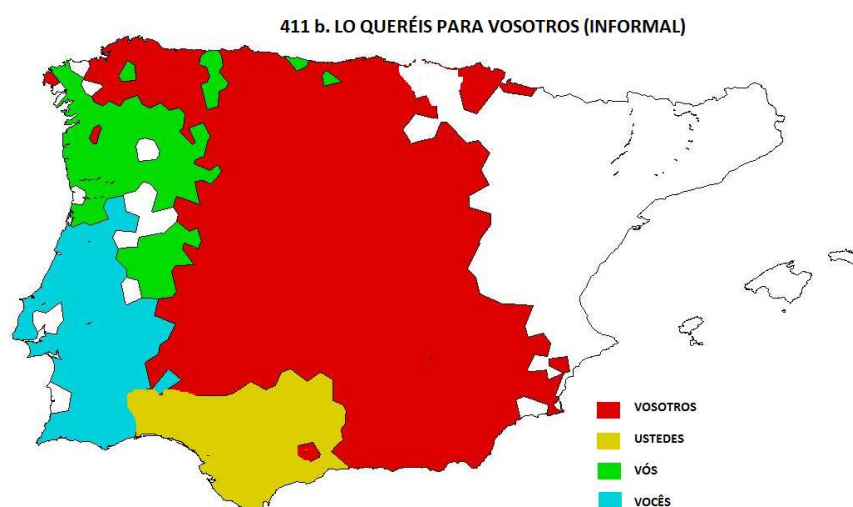 411 b. LO QUERÉIS PARA VOSOTROS (INFORMAL)
VOSOTROS
USTEDES
VÓS
VOCÊS